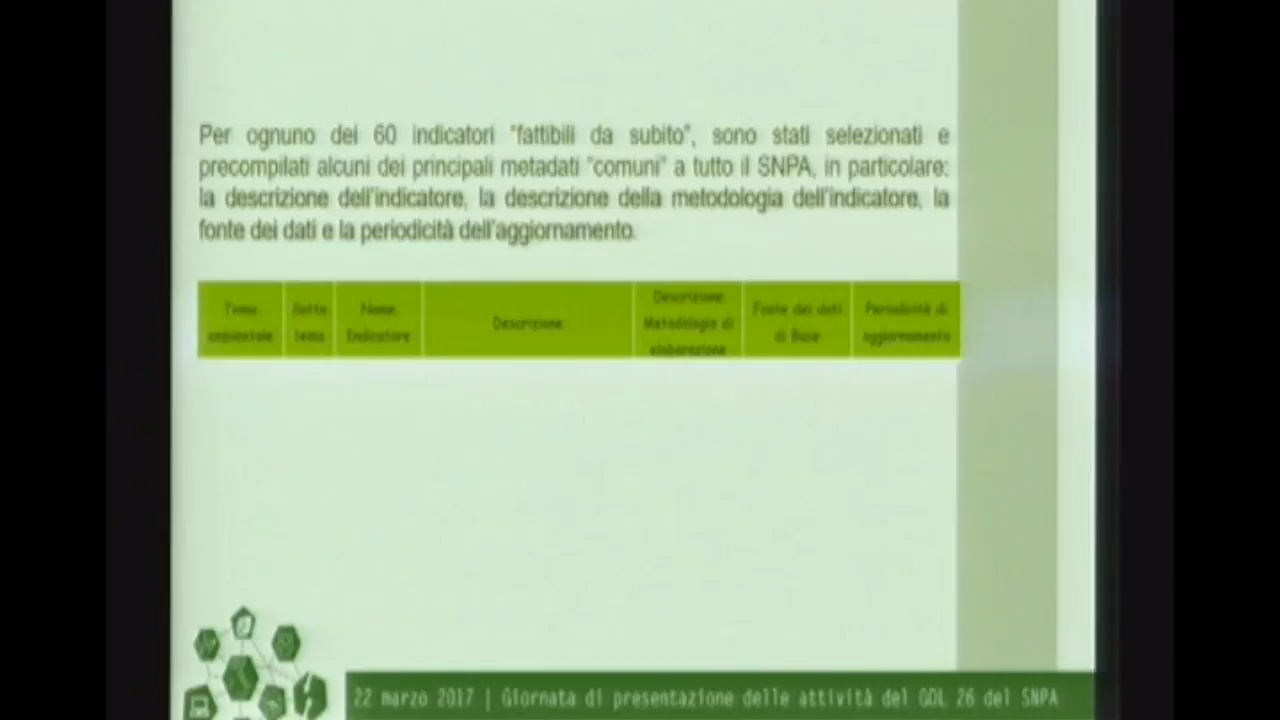 Per ognuno dei 60 indicatori "fattibili da subito", sono stati selezionati e
precompilati alcuni dei principali metadati "comuni" a tutto il SNPA, in particolare:
la descrizione dell'indicatore, la descrizione della metodologia dell'indicatore, la
fonte dei dati e la periodicità dell'aggiornamento.
Tema
ambientale
Sotto
tema
Nome
Indicatore
Descrizione
Descrizione
Metodologia di
elaborazione
Fonte dei dati
di Base
Periodicità di
aggiornamento
22 marzo 2017 | Giornata di presentazione delle attività del GDL 26 del SNPA